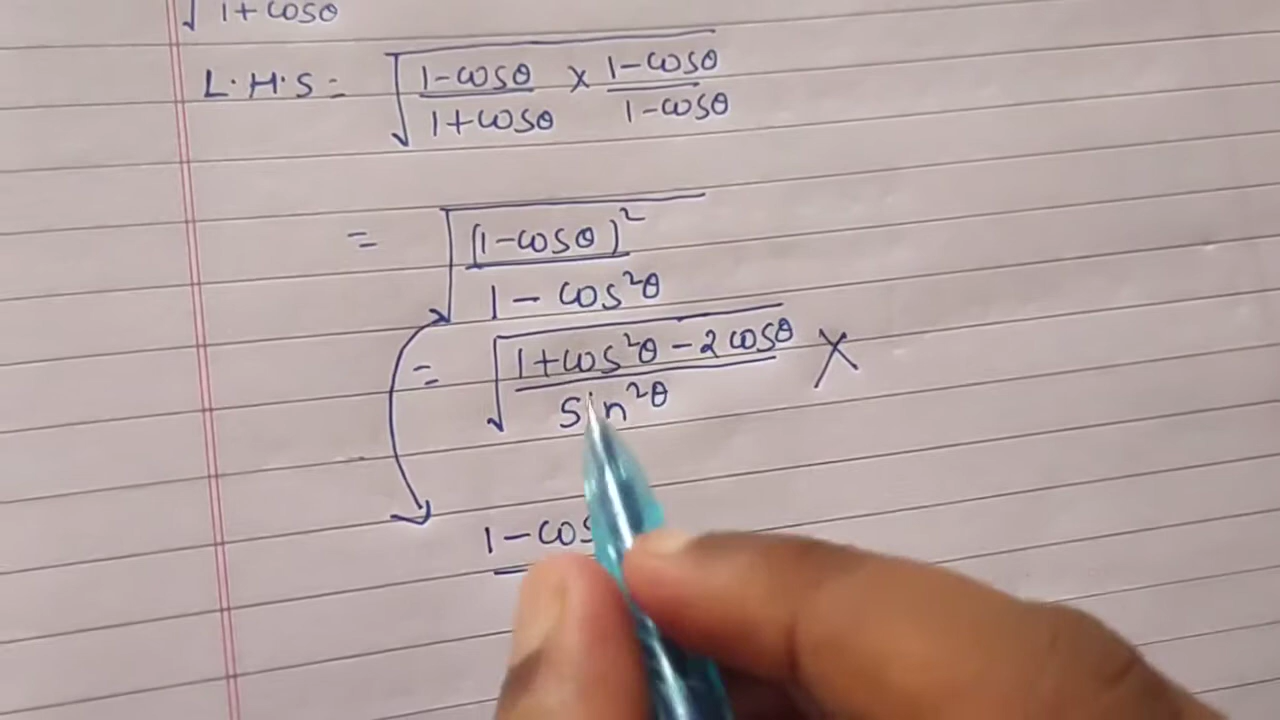 √1+cosθ
L.H.S = √(1-cosθ/1+cosθ × 1-cosθ/1-cosθ)
= √((1-cosθ)²/1-cos²θ)
= √(1+cos²θ-2cosθ/sin²θ) X
1-cos